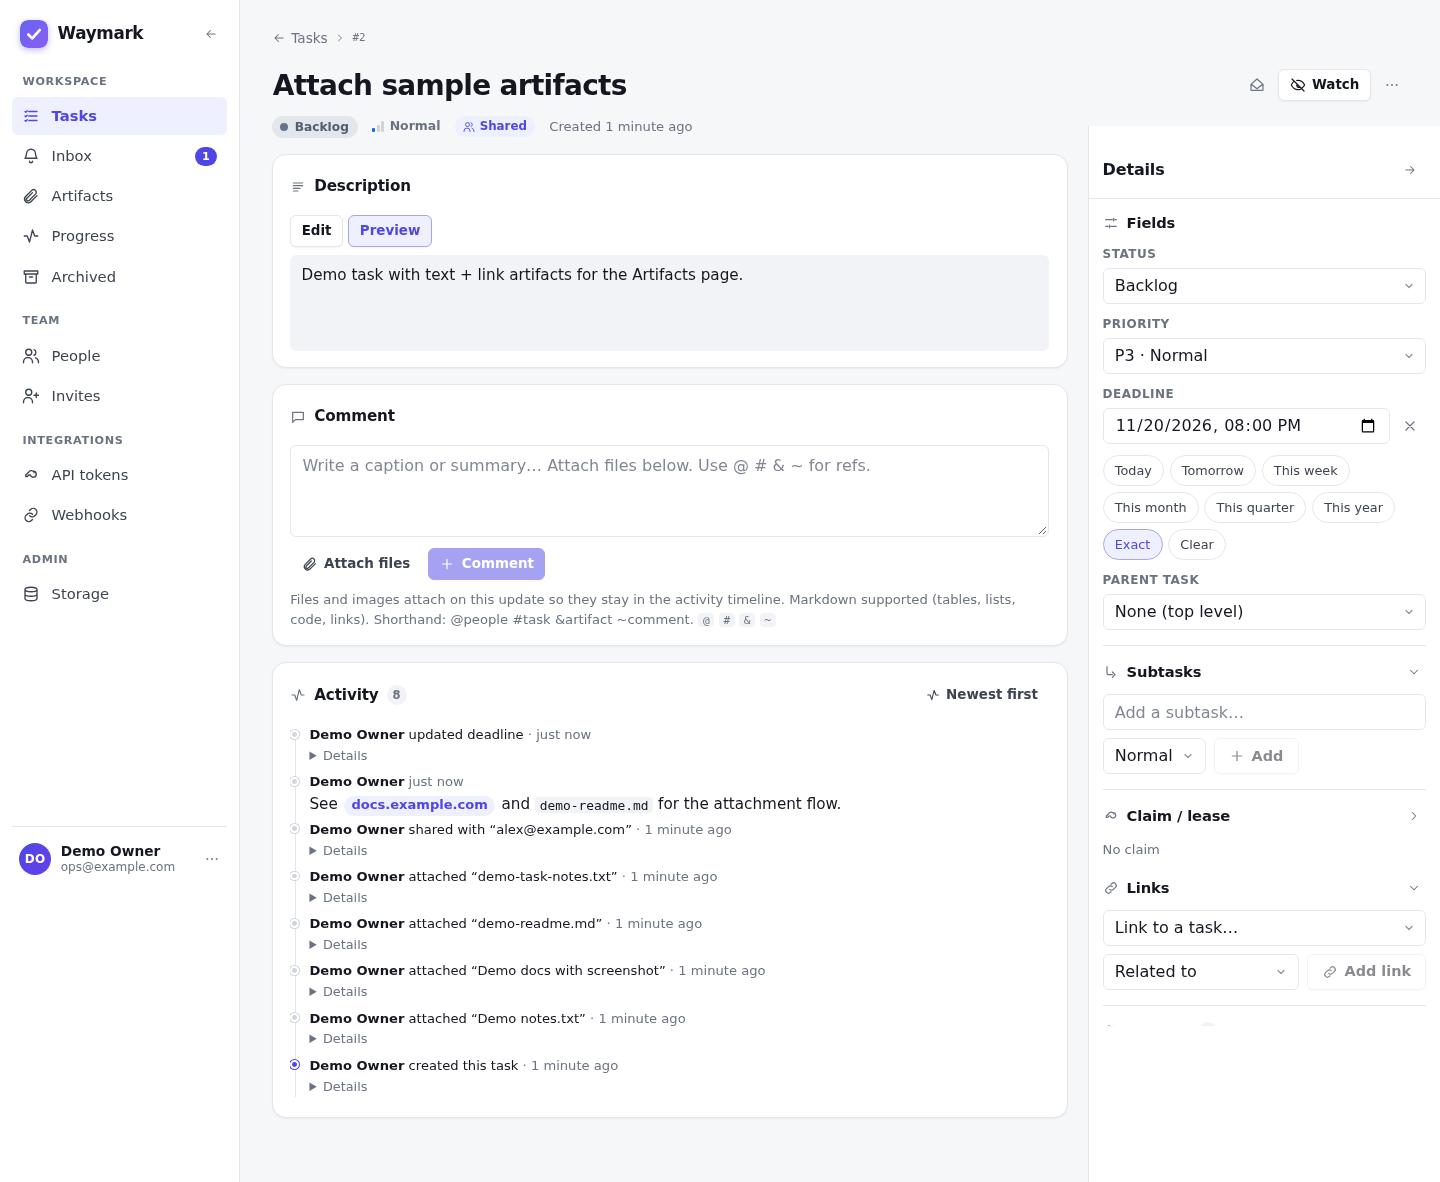 Waymark
WORKSPACE
Tasks
Inbox
1
Artifacts
Progress
Archived
TEAM
People
Invites
INTEGRATIONS
API tokens
Webhooks
ADMIN
Storage
DO
Demo Owner
ops@example.com
Tasks
#2
Attach sample artifacts
Watch
Backlog
Normal
Shared
Created 1 minute ago
Description
Edit
Preview
Demo task with text + link artifacts for the Artifacts page.
Comment
Write a caption or summary… Attach files below. Use @ # & ~ for refs.
Attach files
Comment
Files and images attach on this update so they stay in the activity timeline. Markdown supported (tables, lists,
code, links). Shorthand: @people #task &artifact ~comment. @ # & ~
Activity
8
Newest first
Demo Owner updated deadline · just now
Details
Demo Owner just now
See docs.example.com and demo-readme.md for the attachment flow.
Demo Owner shared with “alex@example.com” · 1 minute ago
Details
Demo Owner attached “demo-task-notes.txt” · 1 minute ago
Details
Demo Owner attached “demo-readme.md” · 1 minute ago
Details
Demo Owner attached “Demo docs with screenshot” · 1 minute ago
Details
Demo Owner attached “Demo notes.txt” · 1 minute ago
Details
Demo Owner created this task · 1 minute ago
Details
Details
Fields
STATUS
Backlog
PRIORITY
P3 · Normal
DEADLINE
11/20/2026, 08:00 PM
Today
Tomorrow
This week
This month
This quarter
This year
Exact
Clear
PARENT TASK
None (top level)
Subtasks
Add a subtask…
Normal
Add
Claim / lease
No claim
Links
Link to a task…
Related to
Add link